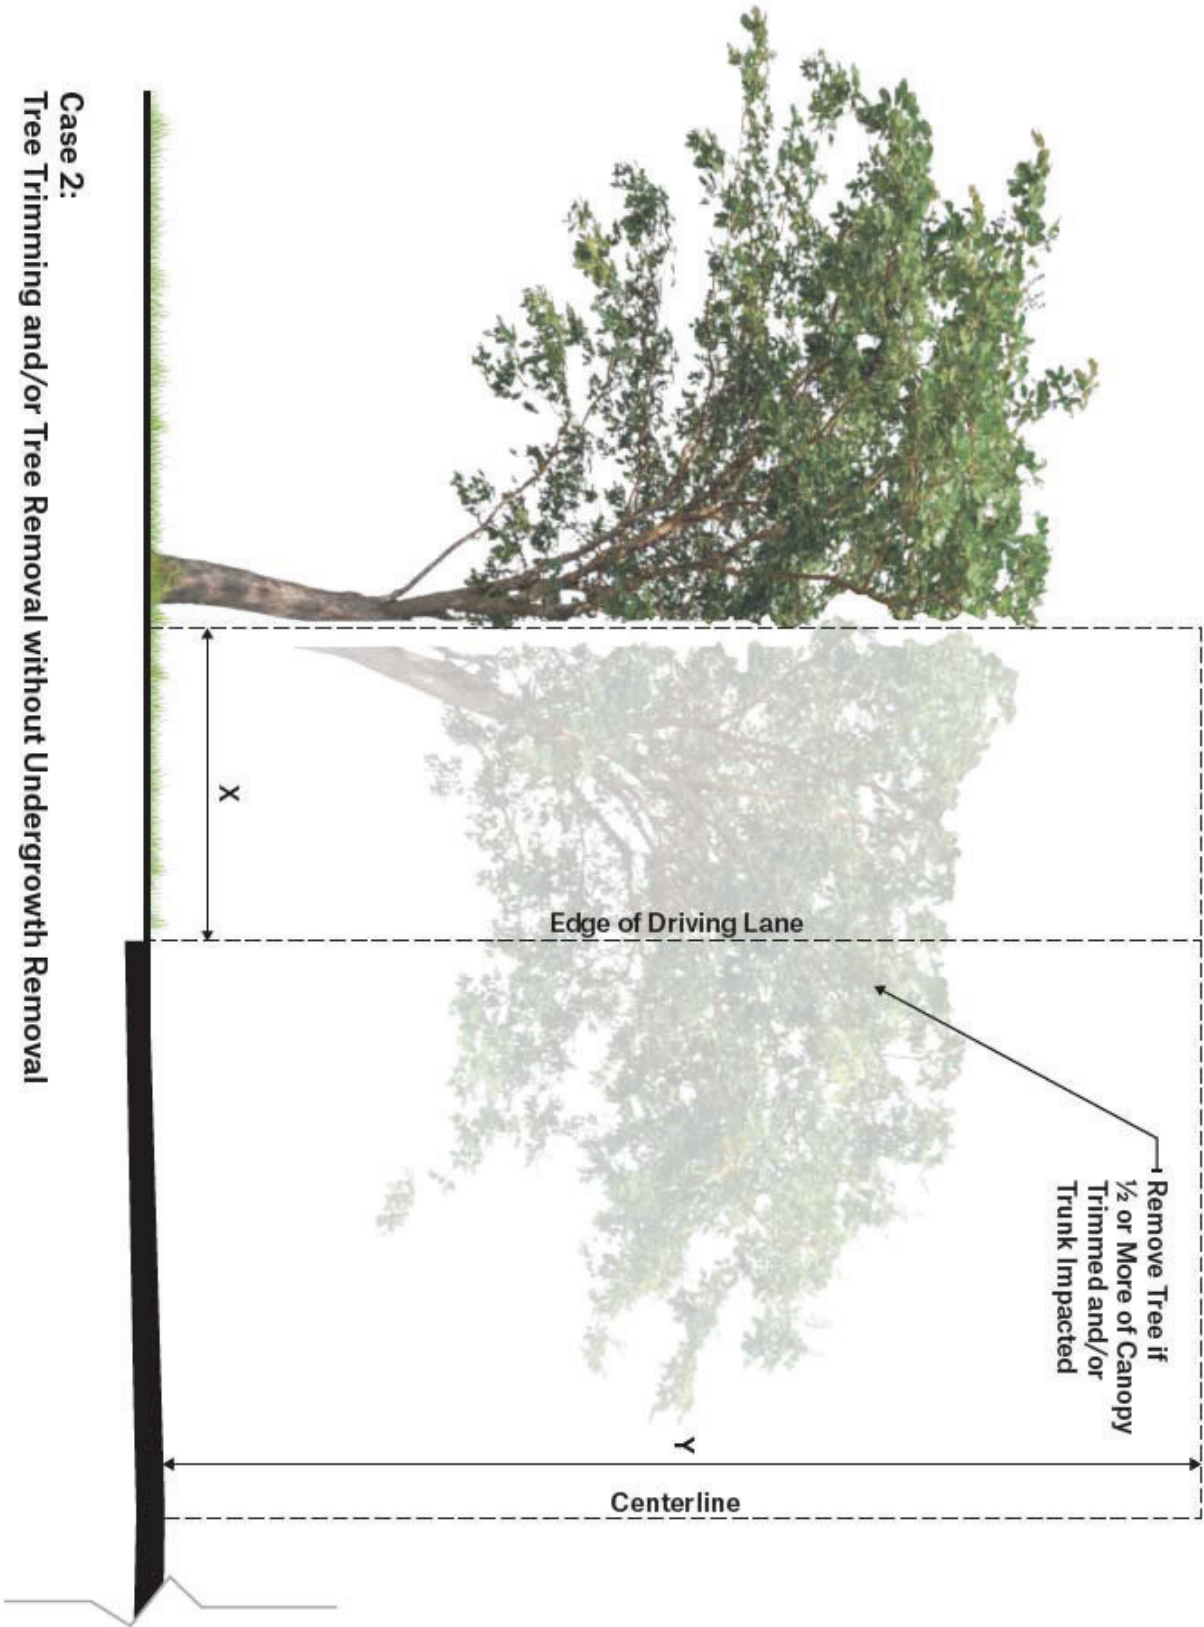 Case 2:
Tree Trimming and/or Tree Removal without Undergrowth Removal
X
Edge of Driving Lane
Remove Tree if
½ or More of Canopy
Trimmed and/or
Trunk Impacted
Y
Centerline